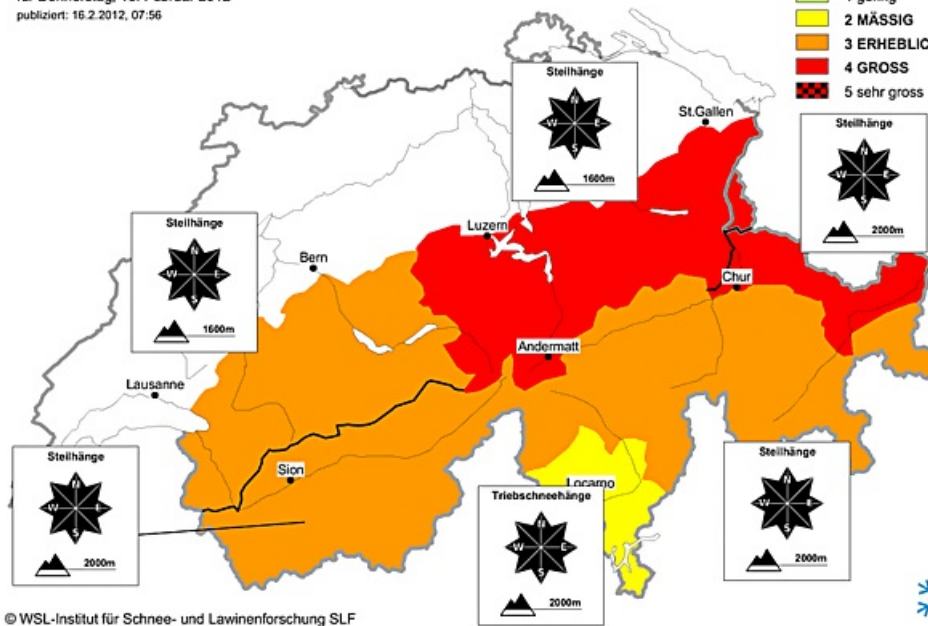 publiziert: 16.2.2012, 07:56
2 MÄSSIG
3 ERHEBLIC
4 GROSS
5 sehr gross
Steilhänge
N
W E
S
1600m
St.Gallen
Steilhänge
N
W E
S
2000m
Steilhänge
N
W E
S
1600m
Luzern
Bern
Chur
Andermatt
Lausanne
Sion
Locarno
Steilhänge
N
W E
S
2000m
Triebschneehänge
N
W E
S
2000m
Steilhänge
N
W E
S
2000m
© WSL-Institut für Schnee- und Lawinenforschung SLF